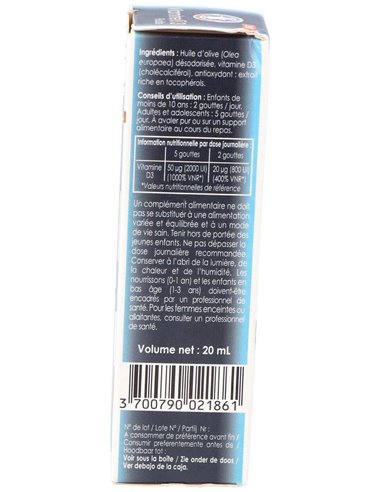 Ingrédients : Huile d'olive (Olea
europaea) désodorisée, vitamine D3
(cholécalciférol), antioxydant : extrait
riche en tocophérols.
Conseils d'utilisation : Enfants de
moins de 10 ans : 2 gouttes / jour.
Adultes et adolescents : 5 gouttes /
jour. A avaler pur ou sur un support
alimentaire au cours du repas.
Information nutritionnelle par dose journalière
5 gouttes 2 gouttes
Vitamine D3 50 µg (2000 UI) (1000% VNR*) 20 µg (800 UI) (400% VNR*)
*Valeurs nutritionnelles de référence
Un complément alimentaire ne doit
pas se substituer à une alimentation
variée et équilibrée et à un mode
de vie sain. Tenir hors de portée des
jeunes enfants. Ne pas dépasser la
dose journalière recommandée.
Conserver à l'abri de la lumière, de
la chaleur et de l'humidité. Les
nourrissons (0-1 an) et les enfants en
bas âge (1-3 ans) doivent-être
encadrés par un professionnel de
santé. Pour les femmes enceintes ou
allaitantes, consulter un professionnel
de santé.
Volume net : 20 mL
3 700790 021861
N° de lot / Lote N° / Partij Nr :
A consommer de préférence avant fin /
Consumir preferentemente antes de /
Hoodbaar tot :
Voir sous la boîte / Zie onder de doos /
Ver debajo de la caja.